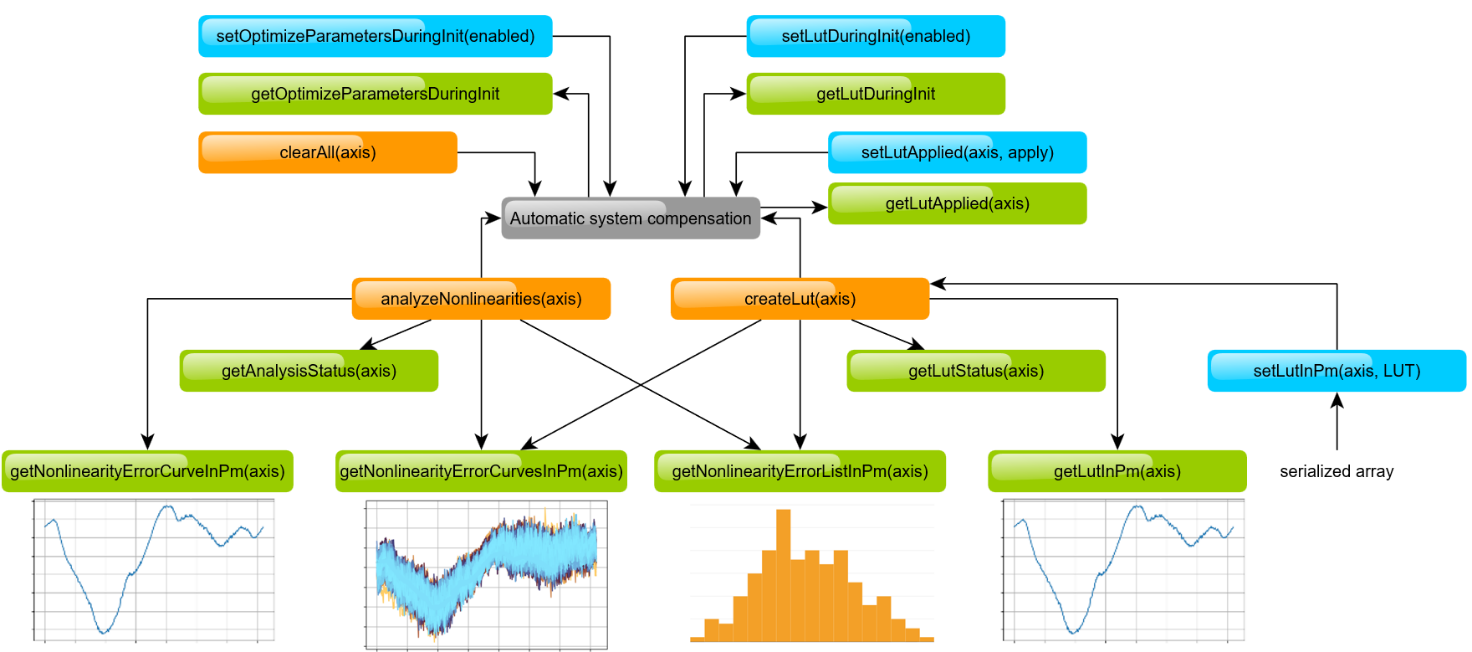 setOptimizeParametersDuringInit(enabled)
setLutDuringInit(enabled)
getOptimizeParametersDuringInit
getLutDuringInit
clearAll(axis)
setLutApplied(axis, apply)
getLutApplied(axis)
Automatic system compensation
analyzeNonlinearities(axis)
createLut(axis)
getAnalysisStatus(axis)
getLutStatus(axis)
setLutInPm(axis, LUT)
getNonlinearityErrorCurveInPm(axis)
getNonlinearityErrorCurvesInPm(axis)
getNonlinearityErrorListInPm(axis)
getLutInPm(axis)
serialized array